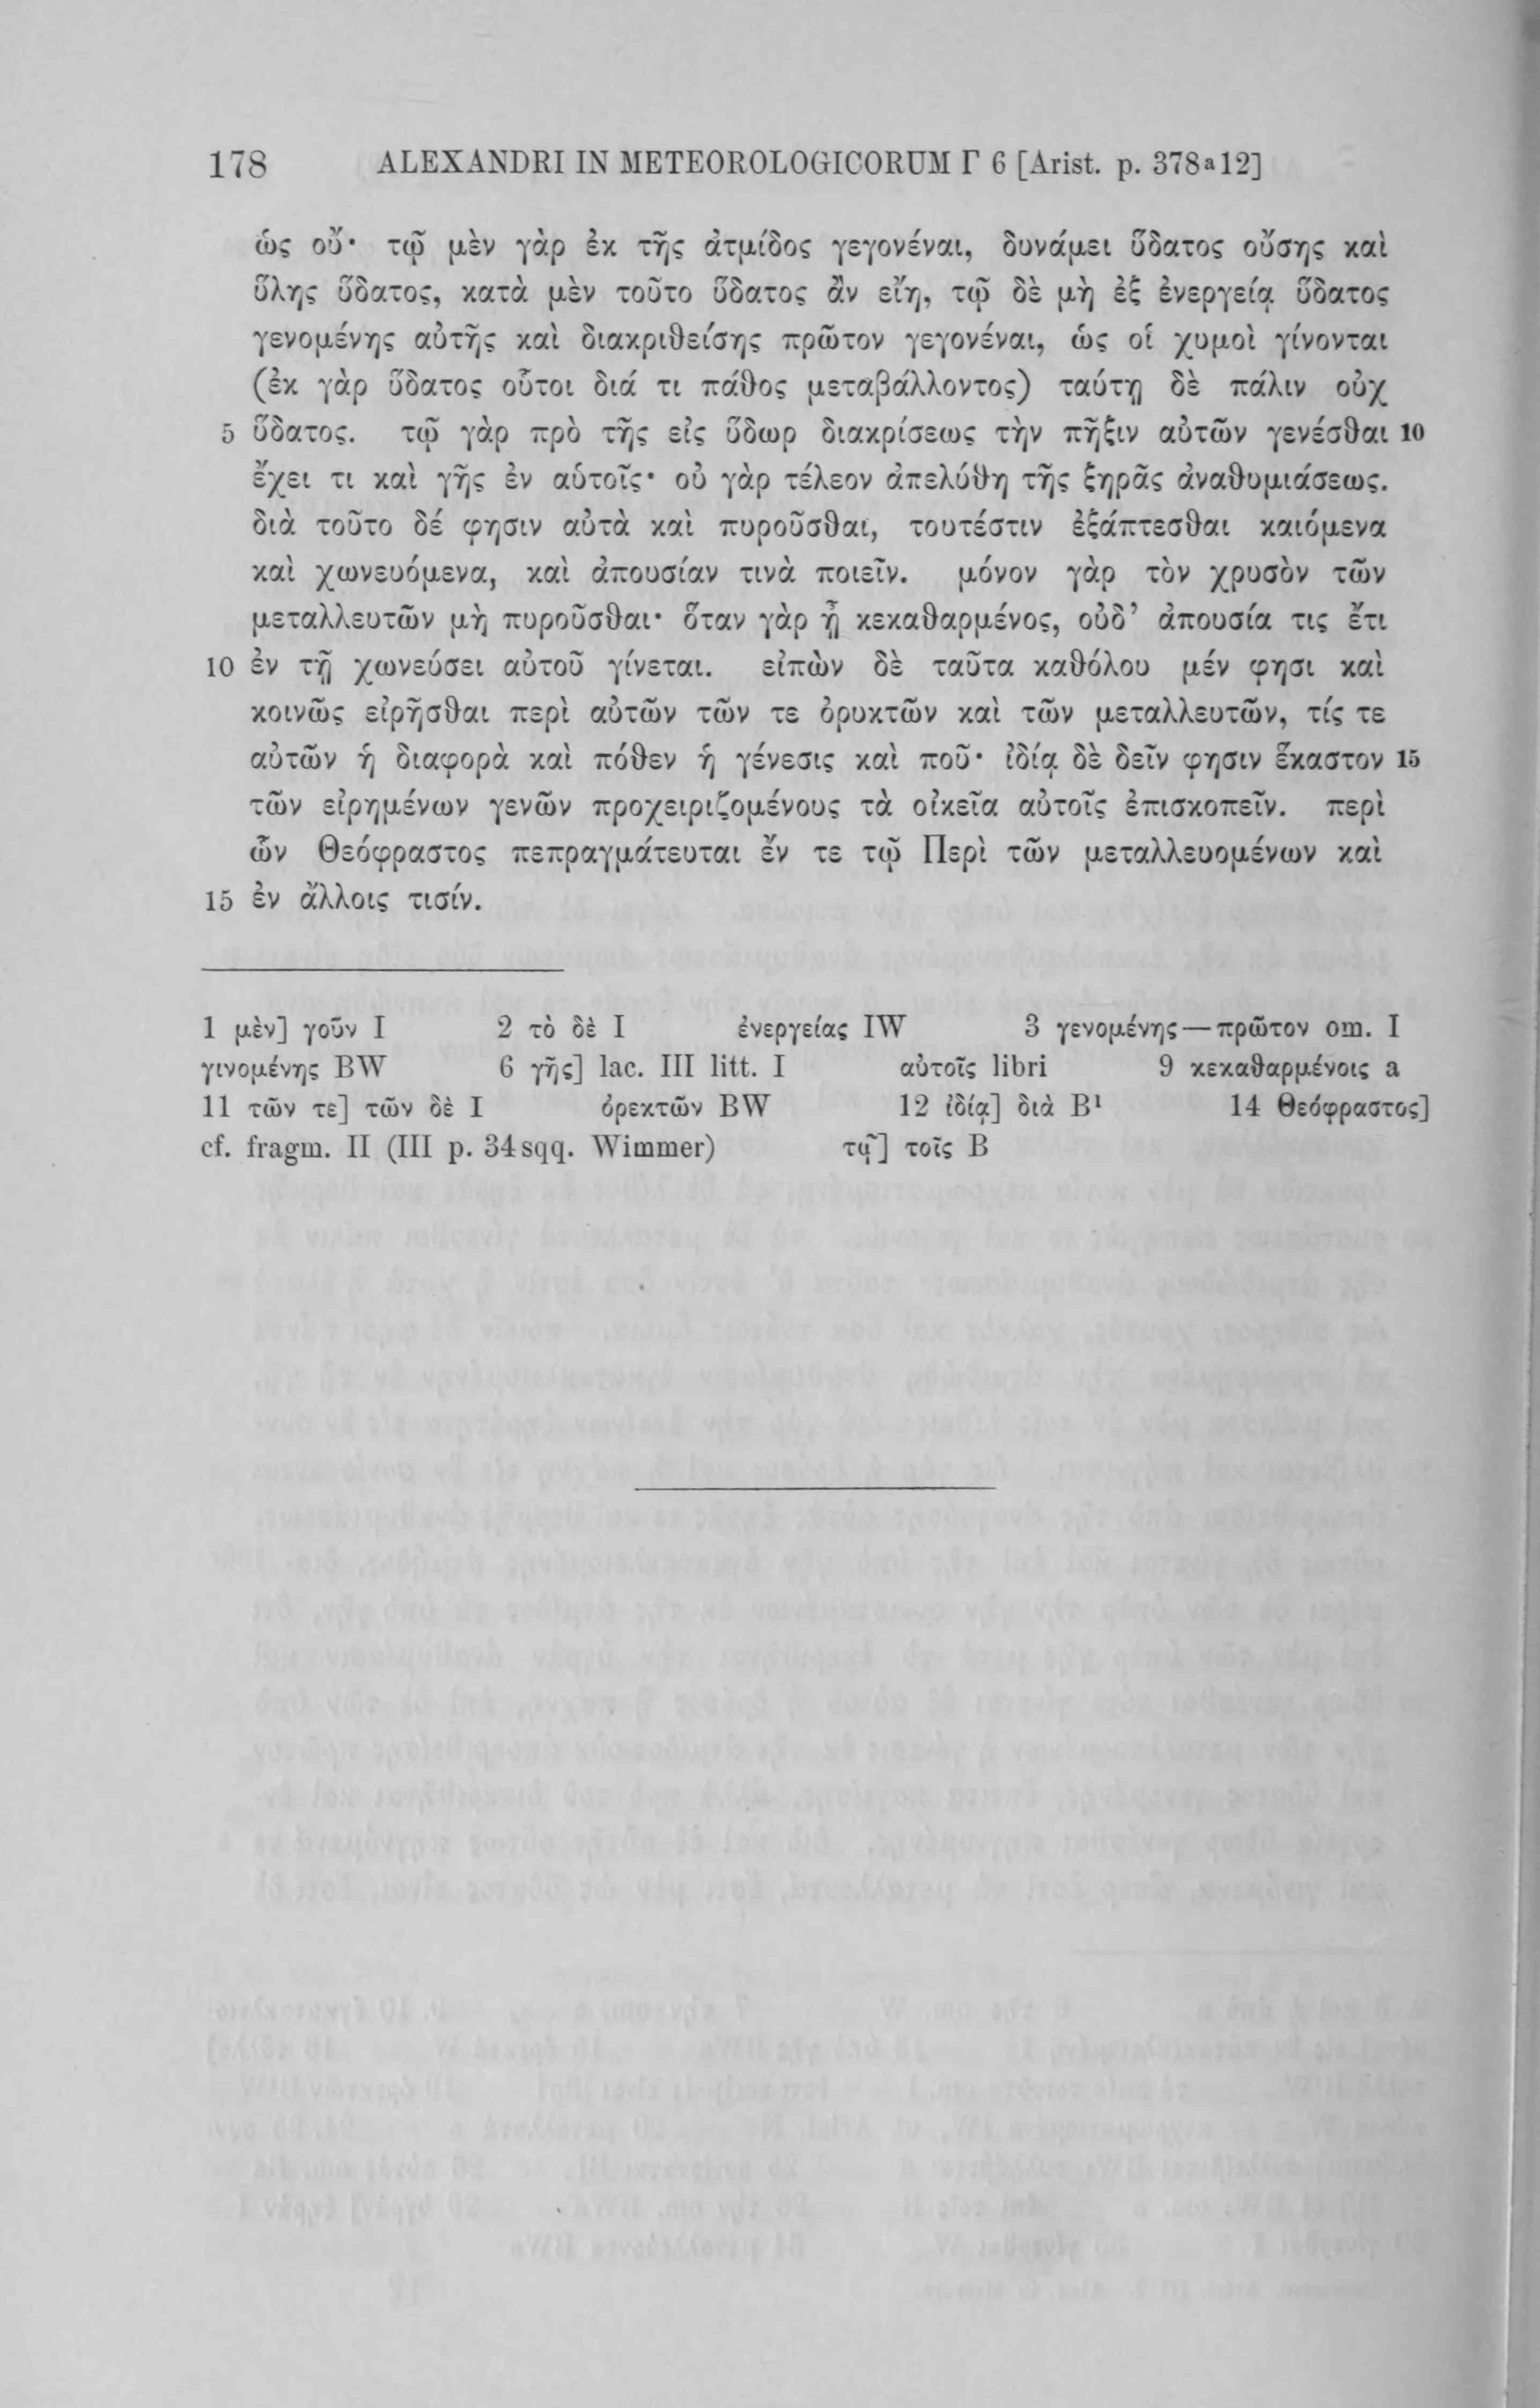 178 ALEXANDRI IN METEOROLOGICORUM Γ 6 [Arist. p. 378ᵃ12]
ὡς οὔ· τῷ μὲν γὰρ ἐκ τῆς ἀτμίδος γεγονέναι, δυνάμει ὕδατος οὔσης καὶ
ὕλης ὕδατος, κατὰ μὲν τοῦτο ὕδατος ἂν εἴη, τῷ δὲ μὴ ἐξ ἐνεργείᾳ ὕδατος
γενομένης αὐτῆς καὶ διακριθείσης πρῶτον γεγονέναι, ὡς οἱ χυμοὶ γίνονται
(ἐκ γὰρ ὕδατος οὗτοι διά τι πάθος μεταβάλλοντος) ταύτῃ δὲ πάλιν οὐχ
5 ὕδατος. τῷ γὰρ πρὸ τῆς εἰς ὕδωρ διακρίσεως τὴν πῆξιν αὐτῶν γενέσθαι 10
ἔχει τι καὶ γῆς ἐν αὑτοῖς· οὐ γὰρ τέλεον ἀπελύθη τῆς ξηρᾶς ἀναθυμιάσεως.
διὰ τοῦτο δέ φησιν αὐτὰ καὶ πυροῦσθαι, τουτέστιν ἐξάπτεσθαι καιόμενα
καὶ χωνευόμενα, καὶ ἀπουσίαν τινὰ ποιεῖν. μόνον γὰρ τὸν χρυσὸν τῶν
μεταλλευτῶν μὴ πυροῦσθαι· ὅταν γὰρ ᾖ κεκαθαρμένος, οὐδ’ ἀπουσία τις ἔτι
10 ἐν τῇ χωνεύσει αὐτοῦ γίνεται. εἰπὼν δὲ ταῦτα καθόλου μέν φησι καὶ
κοινῶς εἰρῆσθαι περὶ αὐτῶν τῶν τε ὀρυκτῶν καὶ τῶν μεταλλευτῶν, τίς τε
αὐτῶν ἡ διαφορὰ καὶ πόθεν ἡ γένεσις καὶ ποῦ· ἰδίᾳ δὲ δεῖν φησιν ἕκαστον 15
τῶν εἰρημένων γενῶν προχειριζομένους τὰ οἰκεῖα αὐτοῖς ἐπισκοπεῖν. περὶ
ὧν Θεόφραστος πεπραγμάτευται ἔν τε τῷ Περὶ τῶν μεταλλευομένων καὶ
15 ἐν ἄλλοις τισίν.
1 μὲν] γοῦν I 2 τὸ δὲ I ἐνεργείας IW 3 γενομένης — πρῶτον om. I
γινομένης BW 6 γῆς] lac. III litt. I αὐτοῖς libri 9 κεκαθαρμένοις a
11 τῶν τε] τῶν δὲ I ὀρεκτῶν BW 12 ἰδίᾳ] διὰ B¹ 14 Θεόφραστος]
cf. fragm. II (III p. 34 sqq. Wimmer) τῷ] τοῖς B